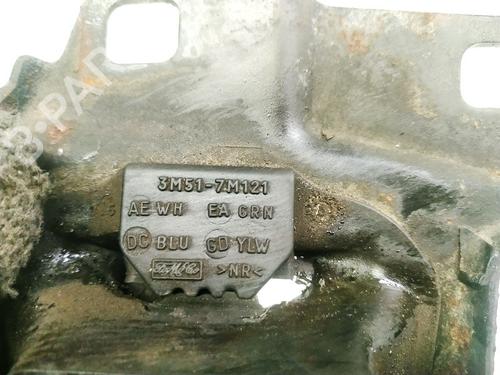 3M51-7M121
AE WH EA GRN
DC BLU GD YLW
>NR<